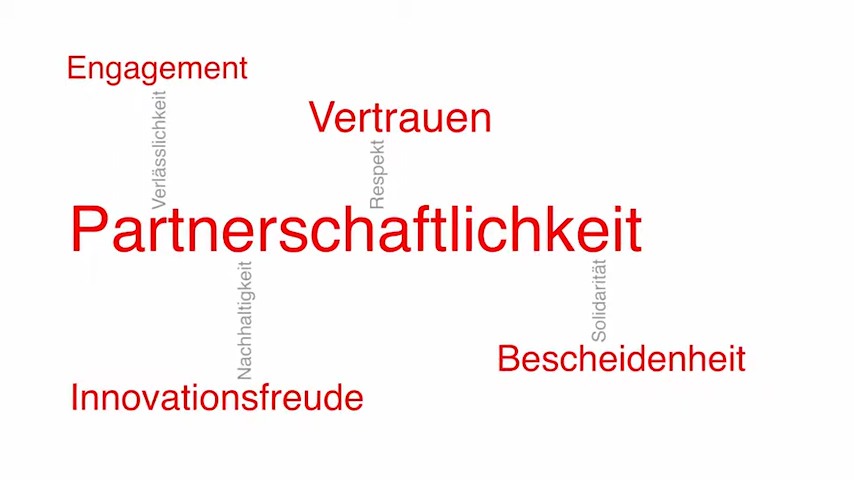 Engagement
Verlässlichkeit
Vertrauen
Respekt
Partnerschaftlichkeit
Nachhaltigkeit
Solidarität
Bescheidenheit
Innovationsfreude